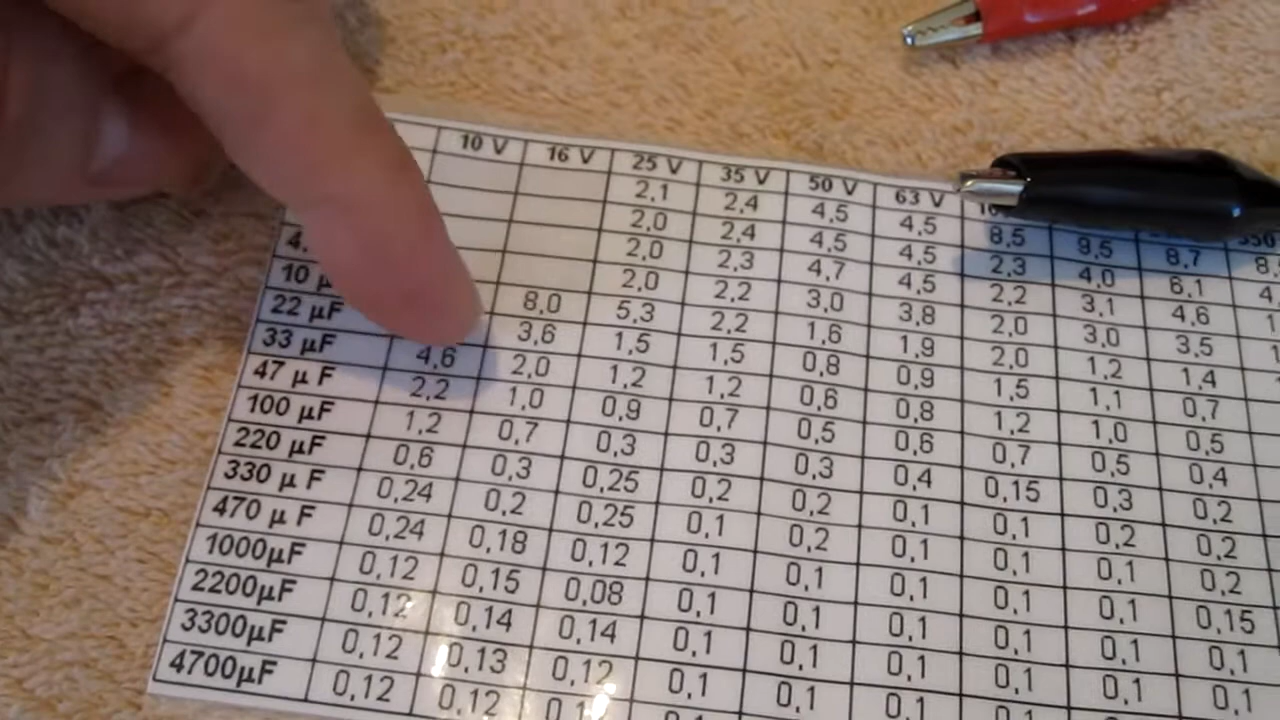 10 V 16 V 25 V 35 V 50 V 63 V
2,1 2,4 4,5 4,5 8,5 9,5 8,7
2,0 2,4 4,5 4,5 2,3 4,0 6,1
2,0 2,3 4,7 4,5 2,2 3,1 4,6
2,0 2,2 3,0 3,8 2,0 3,0 3,5
10 µ 8,0 5,3 2,2 1,6 1,9 2,0 1,2 1,4
22 µF 3,6 1,5 1,5 0,8 0,9 1,5 1,1 0,7
33 µF 4,6 2,0 1,2 1,2 0,6 0,8 1,2 1,0 0,5
47 µ F 2,2 1,0 0,9 0,7 0,5 0,6 0,7 0,5 0,4
100 µF 1,2 0,7 0,3 0,3 0,3 0,4 0,15 0,3 0,2
220 µF 0,6 0,3 0,25 0,2 0,2 0,1 0,1 0,2 0,2
330 µ F 0,24 0,2 0,25 0,1 0,2 0,1 0,1 0,1 0,2
470 µ F 0,24 0,18 0,12 0,1 0,1 0,1 0,1 0,1 0,15
1000µF 0,12 0,15 0,08 0,1 0,1 0,1 0,1 0,1 0,1
2200µF 0,12 0,14 0,14 0,1 0,1 0,1 0,1 0,1 0,1
3300µF 0,12 0,13 0,12 0,1 0,1 0,1 0,1
4700µF 0,12 0,12